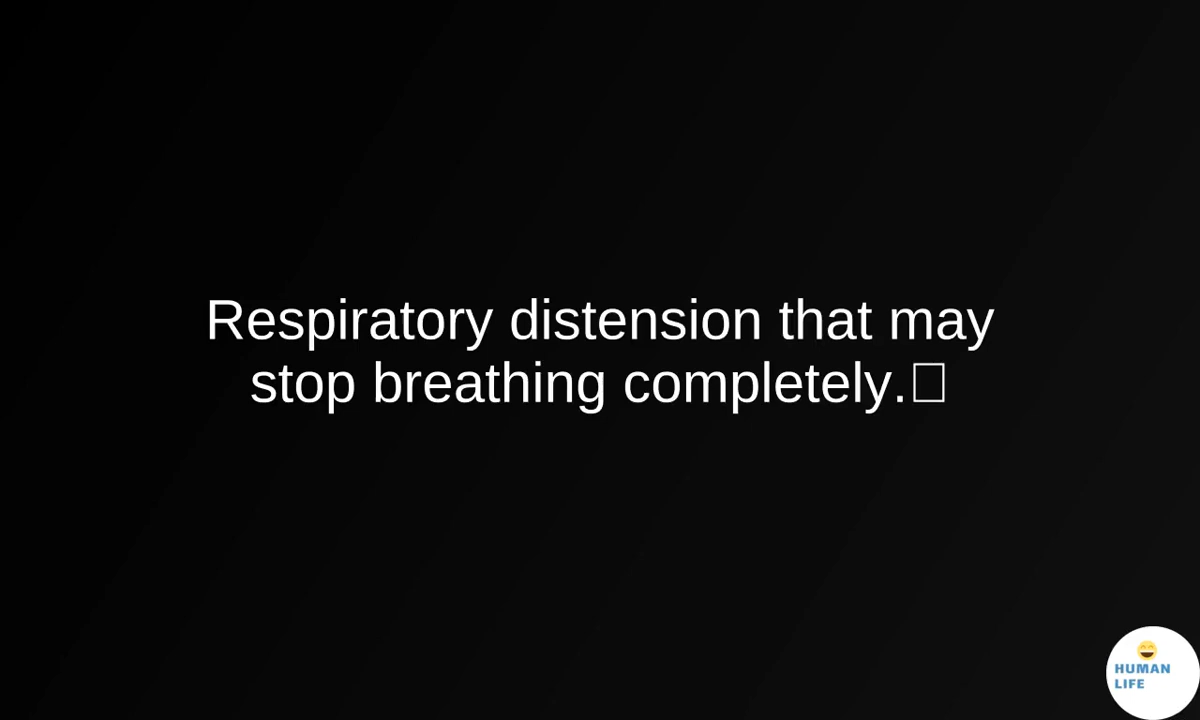 Respiratory distension that may
stop breathing completely.
HUMAN
LIFE